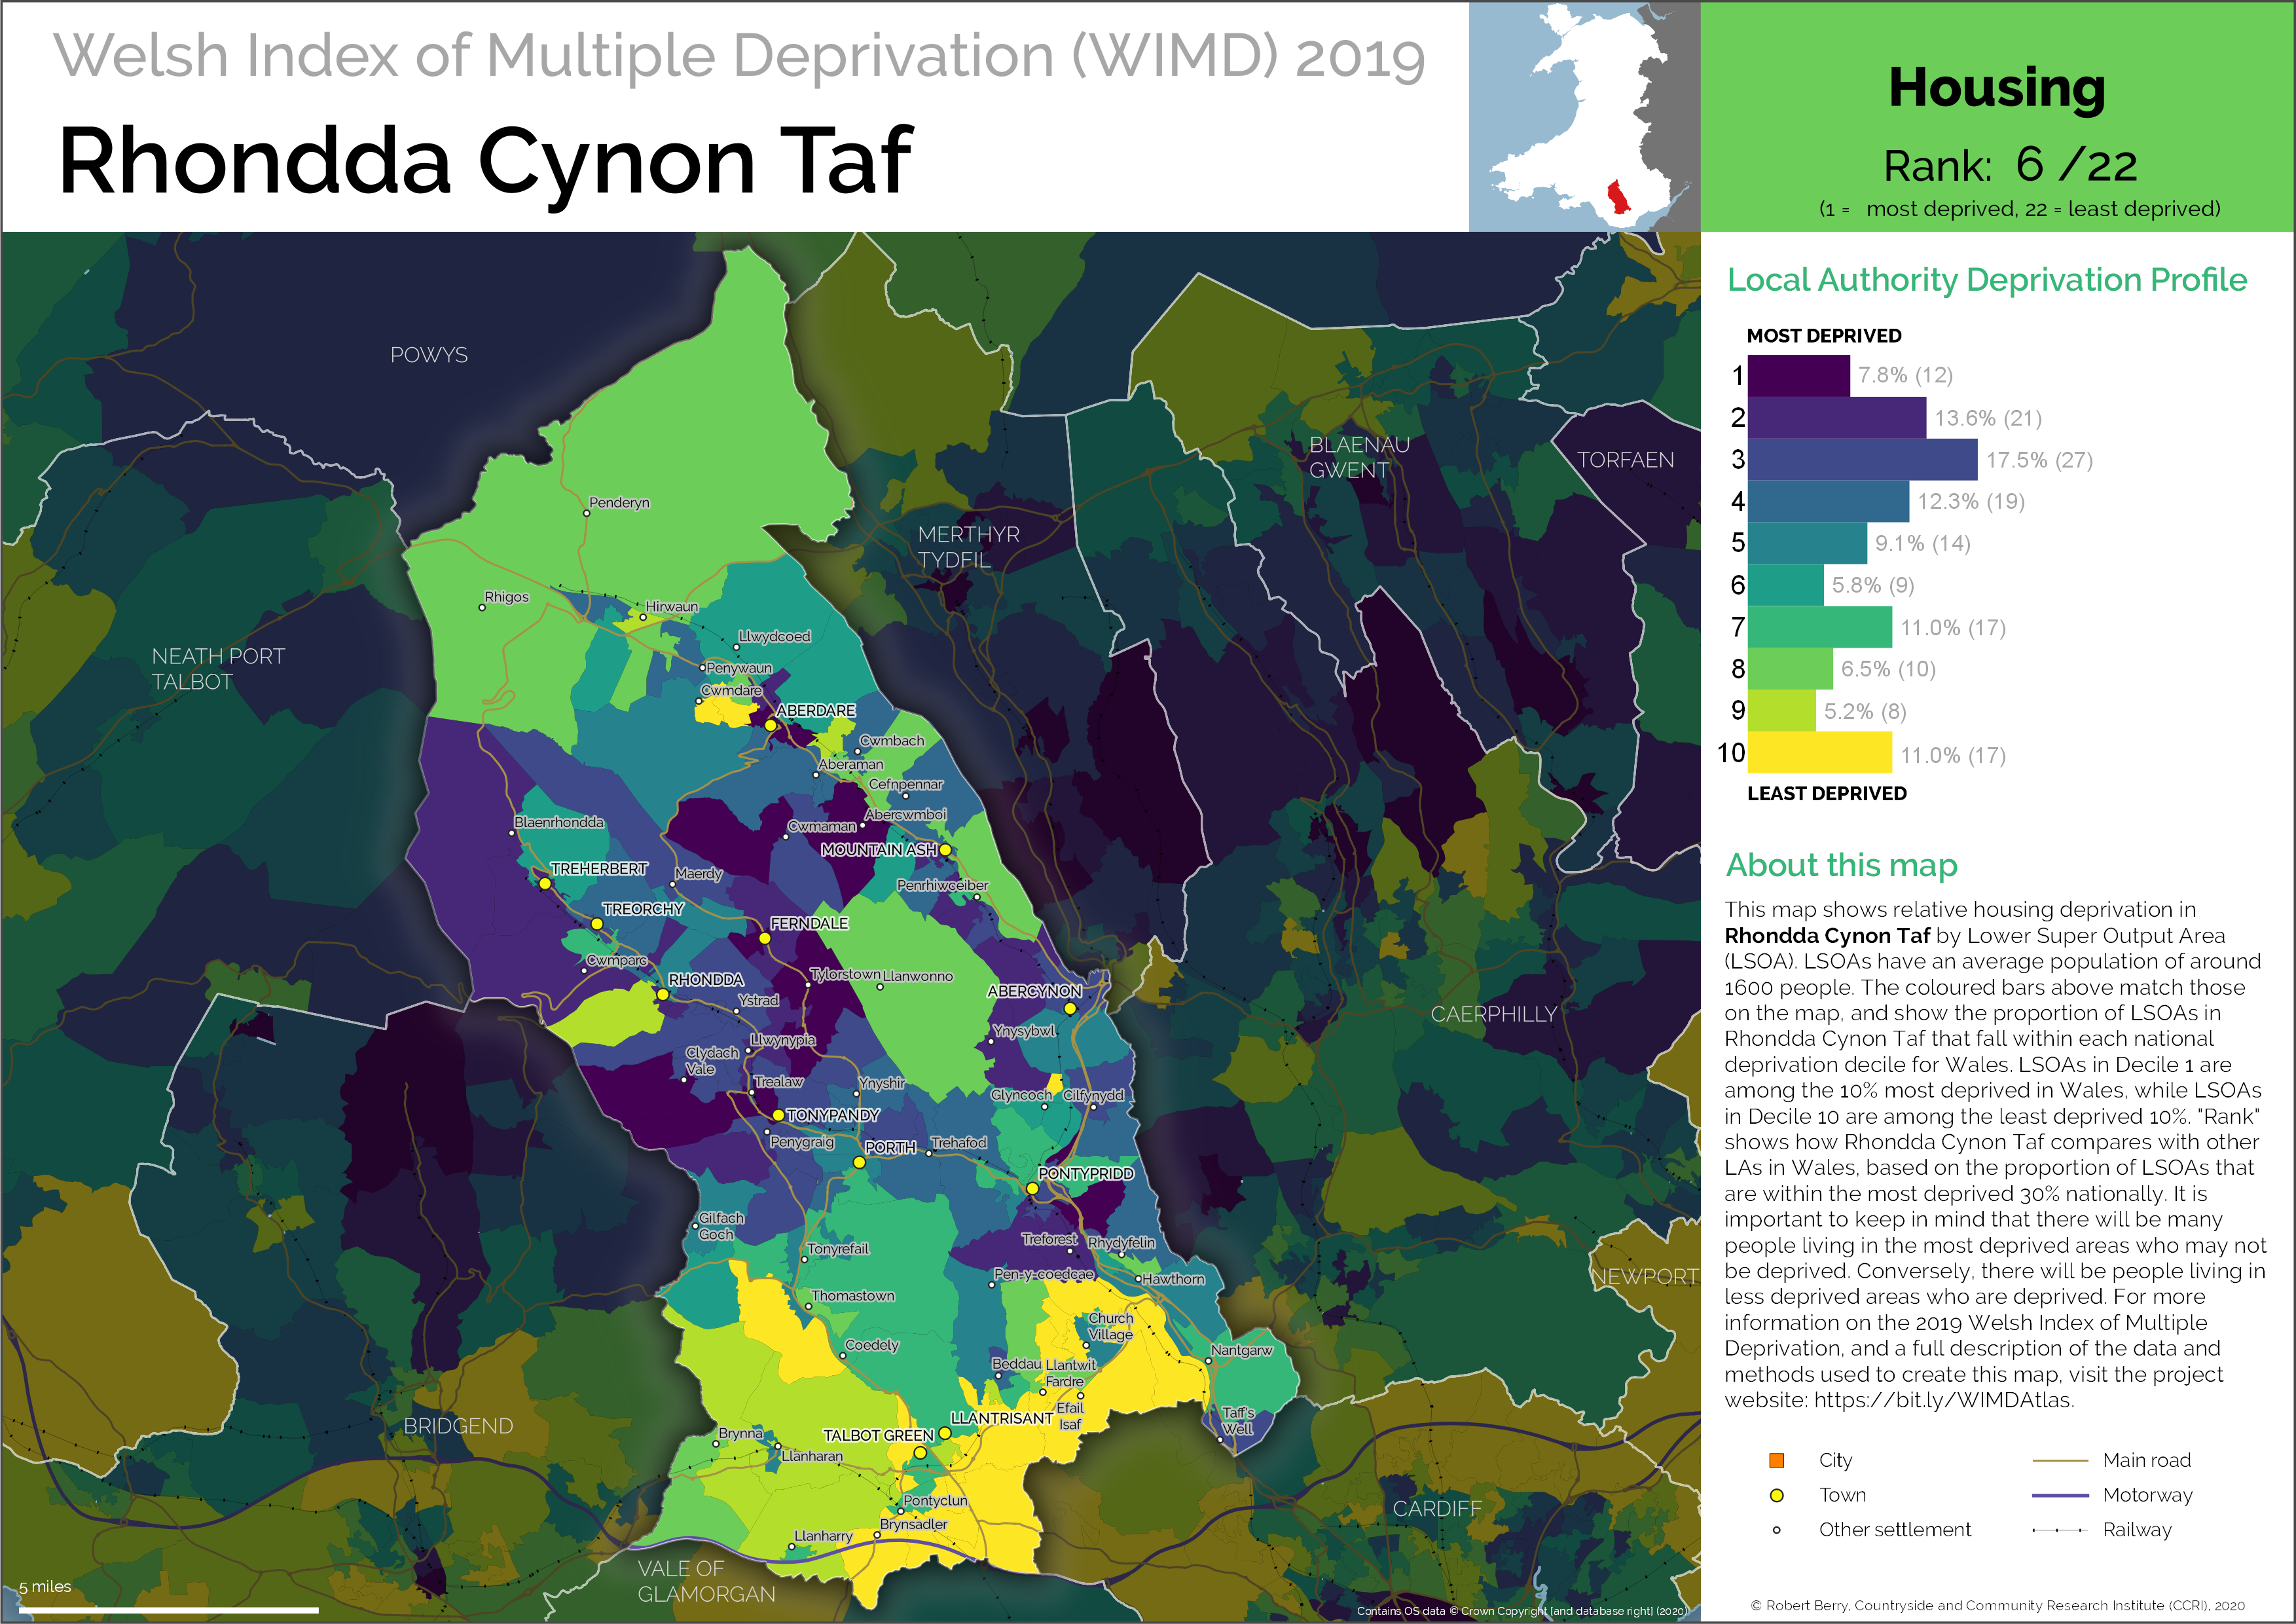 Welsh Index of Multiple Deprivation (WIMD) 2019
Rhondda Cynon Taf
Housing
Rank: 6 /22
(1 = most deprived, 22 = least deprived)
Local Authority Deprivation Profile
MOST DEPRIVED
1 7.8% (12)
2 13.6% (21)
3 17.5% (27)
4 12.3% (19)
5 9.1% (14)
6 5.8% (9)
7 11.0% (17)
8 6.5% (10)
9 5.2% (8)
10 11.0% (17)
LEAST DEPRIVED
About this map
This map shows relative housing deprivation in
Rhondda Cynon Taf by Lower Super Output Area
(LSOA). LSOAs have an average population of around
1600 people. The coloured bars above match those
on the map, and show the proportion of LSOAs in
Rhondda Cynon Taf that fall within each national
deprivation decile for Wales. LSOAs in Decile 1 are
among the 10% most deprived in Wales, while LSOAs
in Decile 10 are among the least deprived 10%. "Rank"
shows how Rhondda Cynon Taf compares with other
LAs in Wales, based on the proportion of LSOAs that
are within the most deprived 30% nationally. It is
important to keep in mind that there will be many
people living in the most deprived areas who may not
be deprived. Conversely, there will be people living in
less deprived areas who are deprived. For more
information on the 2019 Welsh Index of Multiple
Deprivation, and a full description of the data and
methods used to create this map, visit the project
website: https://bit.ly/WIMDAtlas.
City
Town
Other settlement
Main road
Motorway
Railway
© Robert Berry, Countryside and Community Research Institute (CCRI), 2020
POWYS
BLAENAU
GWENT
TORFAEN
Penderyn
MERTHYR
TYDFIL
Rhigos
Hirwaun
Llwydcoed
NEATH PORT
TALBOT
Penywaun
Cwmdare
ABERDARE
Cwmbach
Aberaman
Cefnpennar
Abercwmboi
Blaenrhondda
Cwmaman
MOUNTAIN ASH
TREHERBERT
Maerdy
Penrhiwceiber
TREORCHY
FERNDALE
Cwmparc
RHONDDA
Tylorstown
Llanwonno
ABERCYNON
Ystrad
CAERPHILLY
Ynysybwl
Llwynypia
Clydach
Vale
Trealaw
Ynyshir
Glyncoch
Cilfynydd
TONYPANDY
Penygraig
PORTH
Trehafod
PONTYPRIDD
Gilfach
Goch
Tonyrefail
Treforest
Rhydyfelin
Pen-y-coedcae
Hawthorn
NEWPORT
Thomastown
Church
Village
Coedely
Nantgarw
Beddau
Llantwit
Fardre
Efail
Isaf
LLANTRISANT
Taff's
Well
BRIDGEND
TALBOT GREEN
Brynna
Llanharan
Pontyclun
CARDIFF
Brynsadler
Llanharry
VALE OF
GLAMORGAN
5 miles
Contains OS data © Crown Copyright [and database right] (2020)